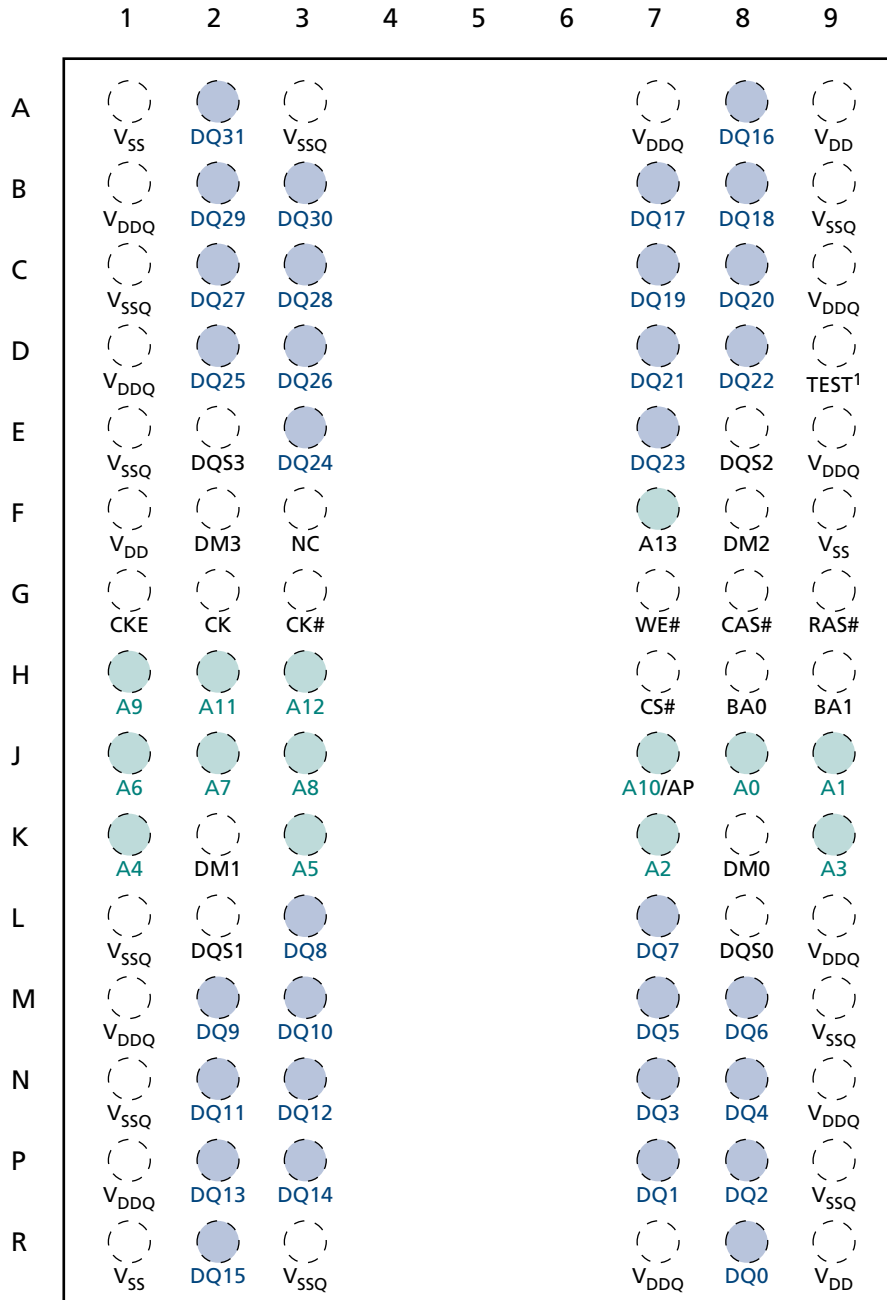 1 2 3 4 5 6 7 8 9
A
VSS DQ31 VSSQ VDDQ DQ16 VDD
B
VDDQ DQ29 DQ30 DQ17 DQ18 VSSQ
C
VSSQ DQ27 DQ28 DQ19 DQ20 VDDQ
D
VDDQ DQ25 DQ26 DQ21 DQ22 TEST1
E
VSSQ DQS3 DQ24 DQ23 DQS2 VDDQ
F
VDD DM3 NC A13 DM2 VSS
G
CKE CK CK# WE# CAS# RAS#
H
A9 A11 A12 CS# BA0 BA1
J
A6 A7 A8 A10/AP A0 A1
K
A4 DM1 A5 A2 DM0 A3
L
VSSQ DQS1 DQ8 DQ7 DQS0 VDDQ
M
VDDQ DQ9 DQ10 DQ5 DQ6 VSSQ
N
VSSQ DQ11 DQ12 DQ3 DQ4 VDDQ
P
VDDQ DQ13 DQ14 DQ1 DQ2 VSSQ
R
VSS DQ15 VSSQ VDDQ DQ0 VDD